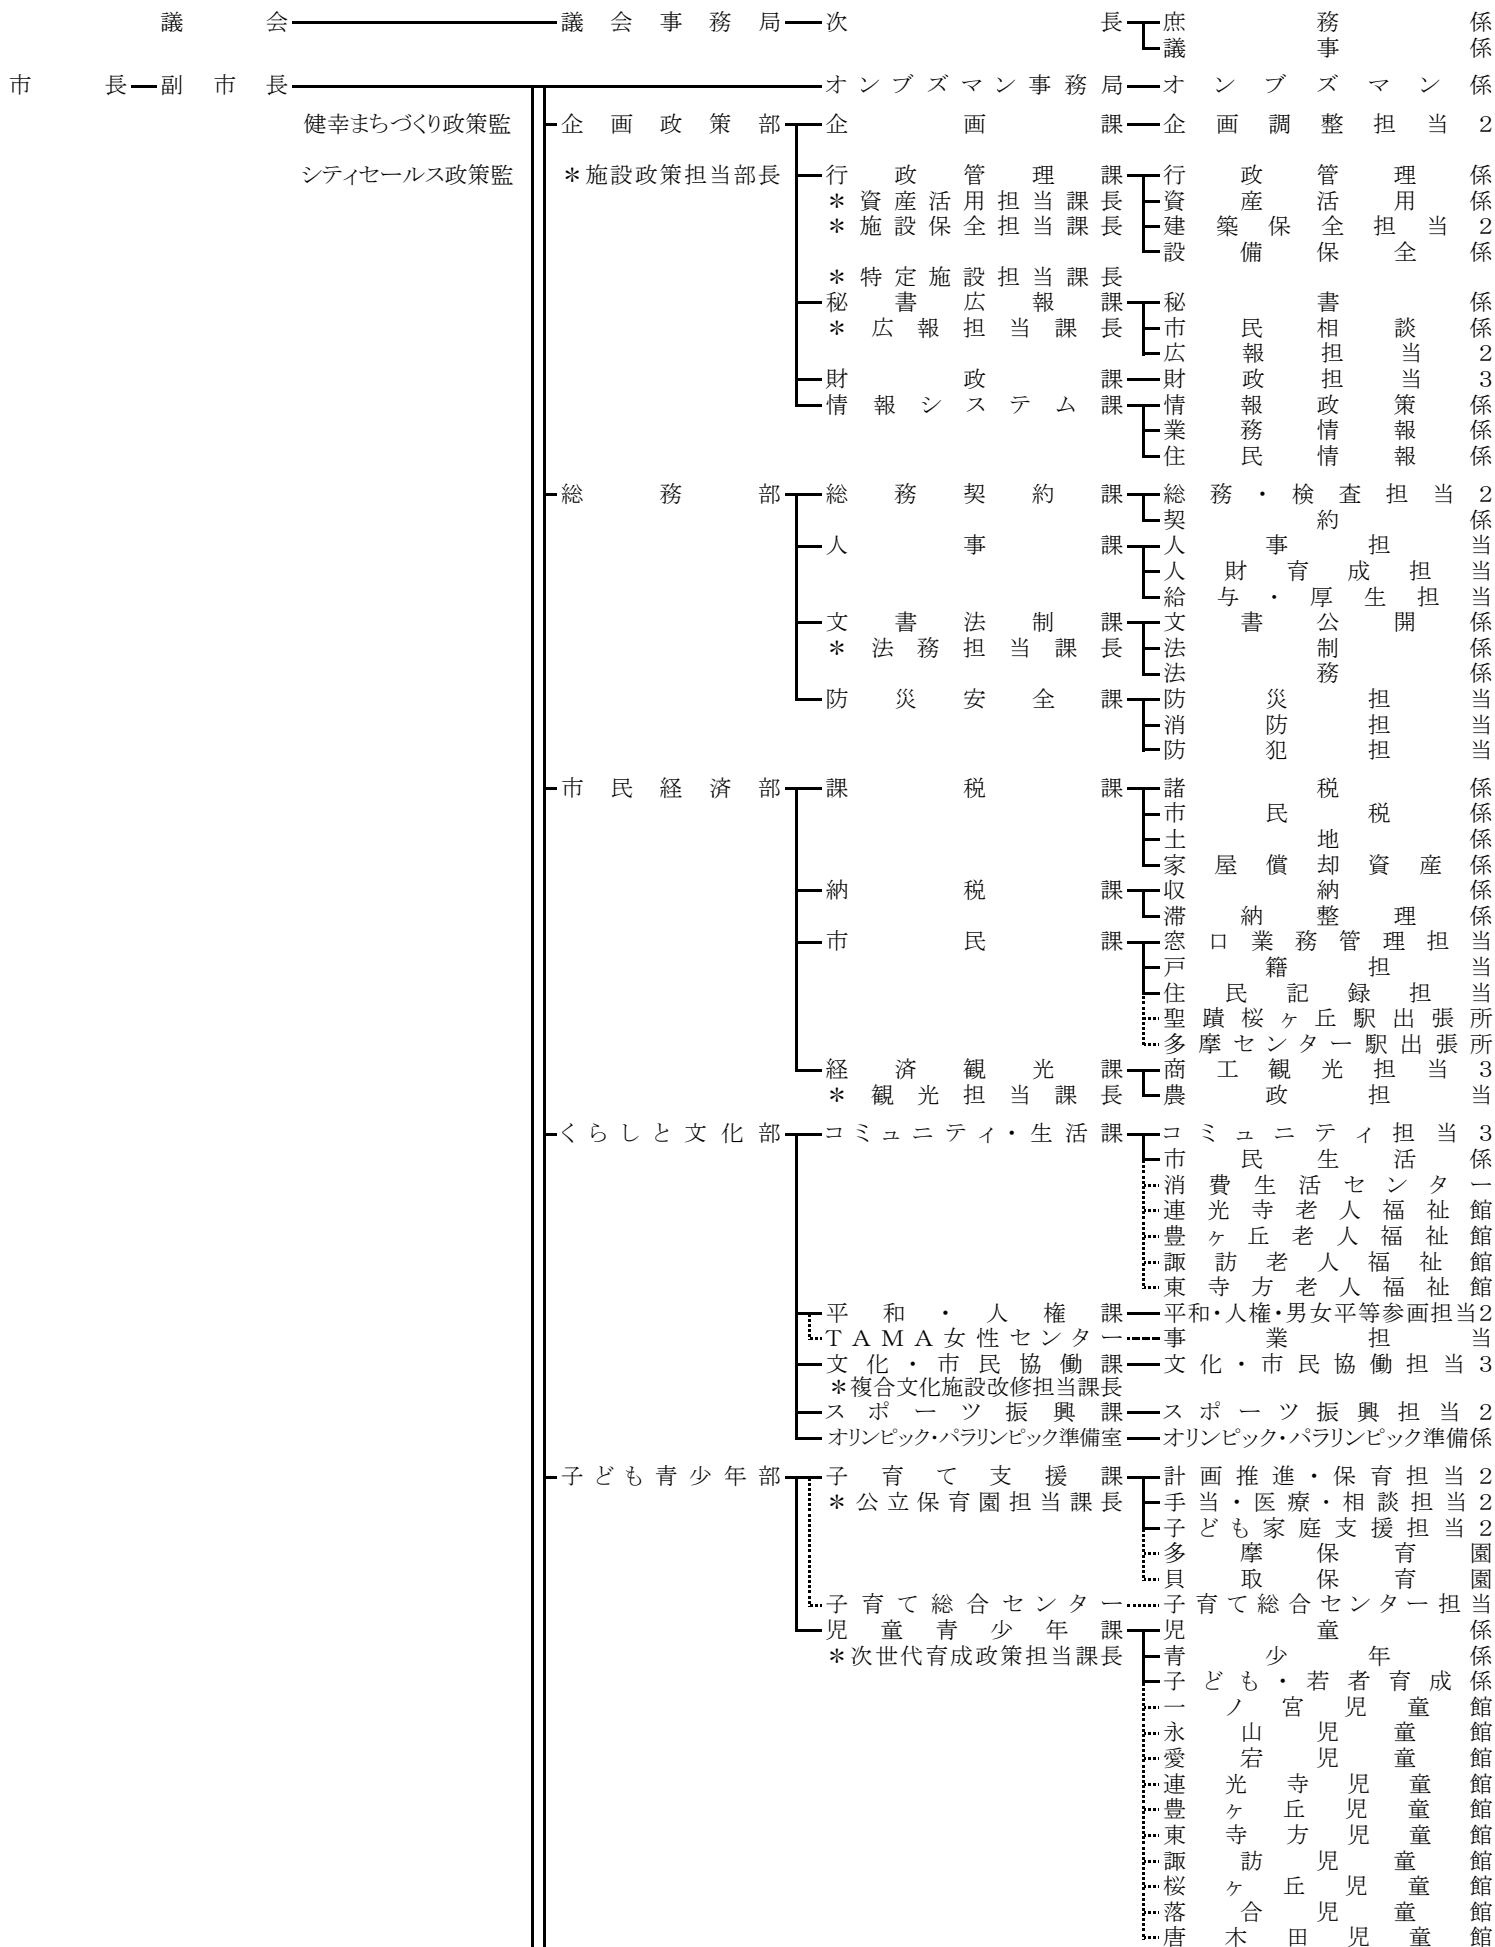 議会 議会事務局 次長 庶務係
議事係
市長 副市長 オンブズマン事務局 オンブズマン係
健幸まちづくり政策監 企画政策部 企画課 企画調整担当2
シティセールス政策監 *施設政策担当部長 行政管理課 行政管理係
*資産活用担当課長 資産活用係
*施設保全担当課長 建築保全担当2
設備保全係
*特定施設担当課長
秘書広報課 秘書係
*広報担当課長 市民相談係
広報担当2
財政課 財政担当3
情報システム課 情報政策係
業務情報係
住民情報係
総務部 総務契約課 総務・検査担当2
契約係
人事課 人事担当
人財育成担当
給与・厚生担当
文書法制課 文書公開係
*法務担当課長 法制係
法務係
防災安全課 防災担当
消防担当
防犯担当
市民経済部 課税課 諸税係
市民税係
土地係
家屋償却資産係
納税課 収納係
滞納整理係
市民課 窓口業務管理担当
戸籍担当
住民記録担当
聖蹟桜ヶ丘駅出張所
多摩センター駅出張所
経済観光課 商工観光担当3
*観光担当課長 農政担当
くらしと文化部 コミュニティ・生活課 コミュニティ担当3
市民生活係
消費生活センター
連光寺老人福祉館
豊ヶ丘老人福祉館
諏訪老人福祉館
東寺方老人福祉館
平和・人権課 平和・人権・男女平等参画担当2
TAMA女性センター 事業担当
文化・市民協働課 文化・市民協働担当3
*複合文化施設改修担当課長
スポーツ振興課 スポーツ振興担当2
オリンピック・パラリンピック準備室 オリンピック・パラリンピック準備係
子ども青少年部 子育て支援課 計画推進・保育担当2
*公立保育園担当課長 手当・医療・相談担当2
子ども家庭支援担当2
多摩保育園
貝取保育園
子育て総合センター 子育て総合センター担当
児童青少年課 児童係
*次世代育成政策担当課長 青少年係
子ども・若者育成係
一ノ宮児童館
永山児童館
愛宕児童館
連光寺児童館
豊ヶ丘児童館
東寺方児童館
諏訪児童館
桜ヶ丘児童館
落合児童館
唐木田児童館